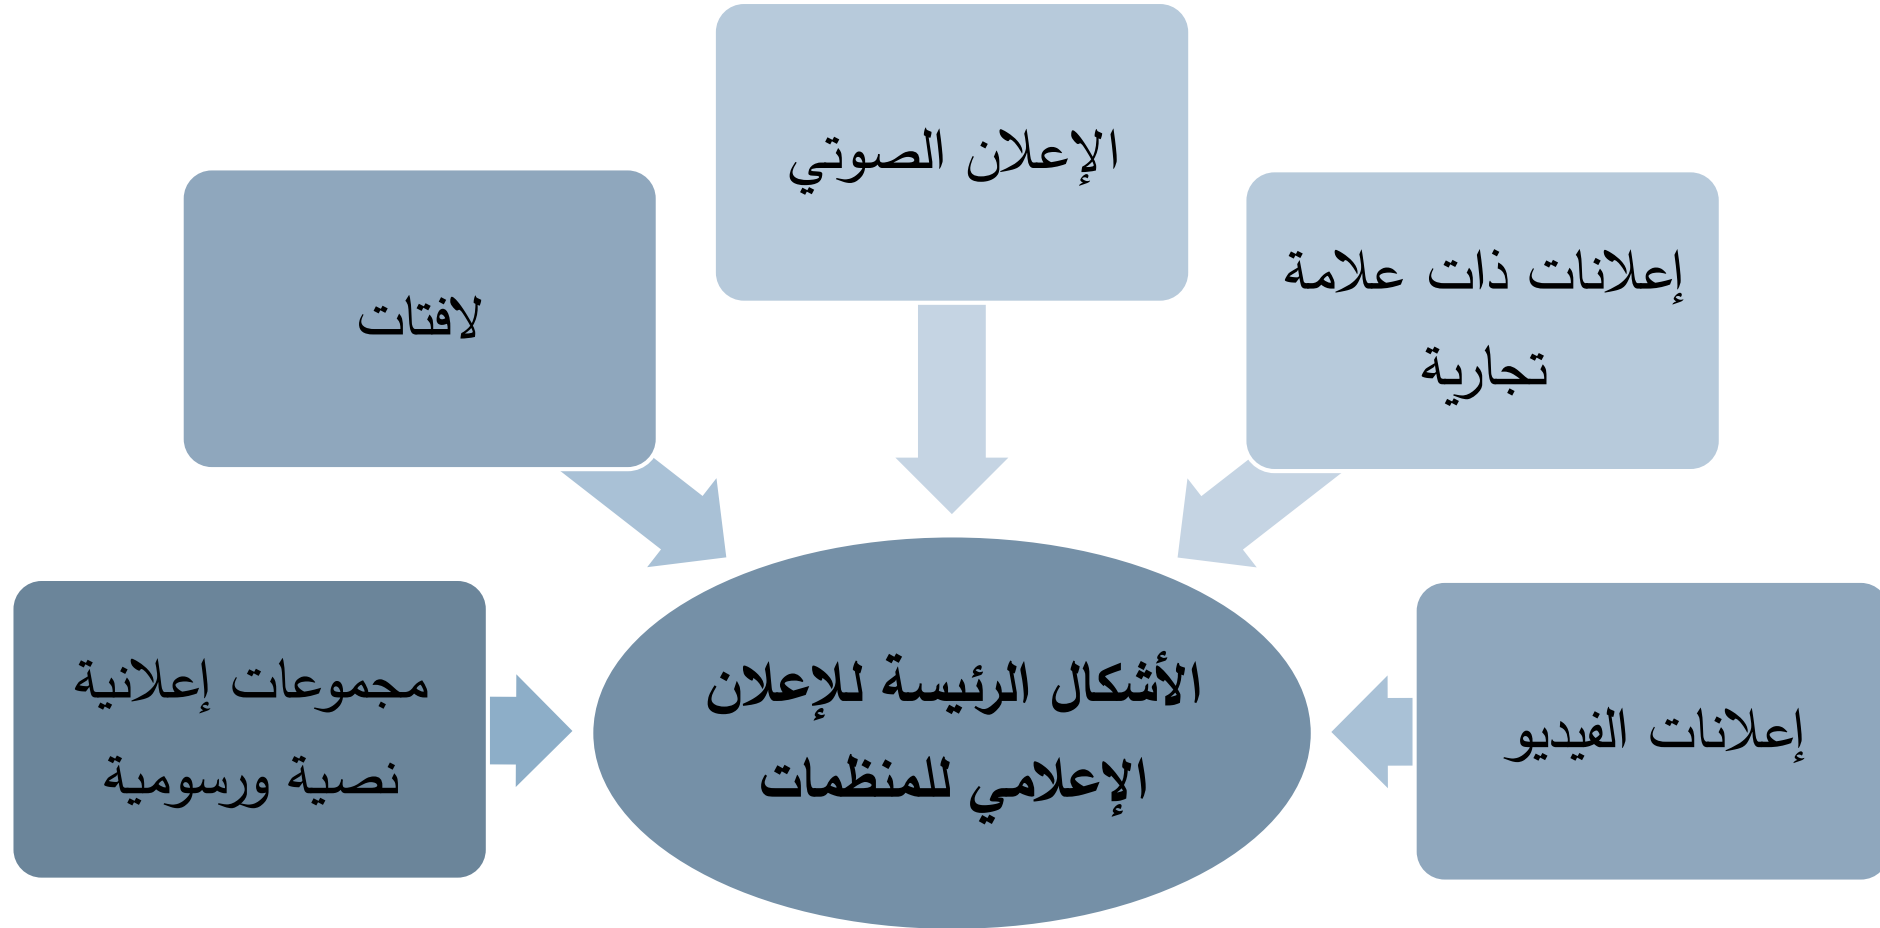 الإعلان الصوتي
إعلانات ذات علامة
تجارية
لافتات
إعلانات الفيديو
الأشكال الرئيسة للإعلان
الإعلامي للمنظمات
مجموعات إعلانية
نصية ورسومية